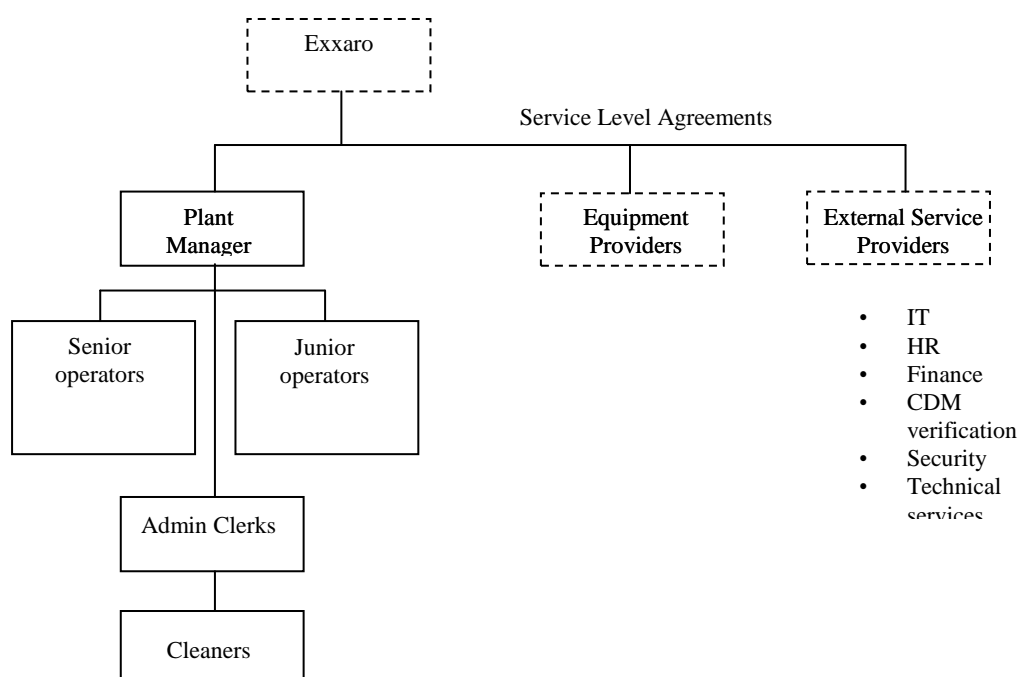 Exxaro
Service Level Agreements
Plant
Manager
Equipment
Providers
External Service
Providers
Senior
operators
Junior
operators
• IT
• HR
• Finance
• CDM
verification
• Security
• Technical
services
Admin Clerks
Cleaners